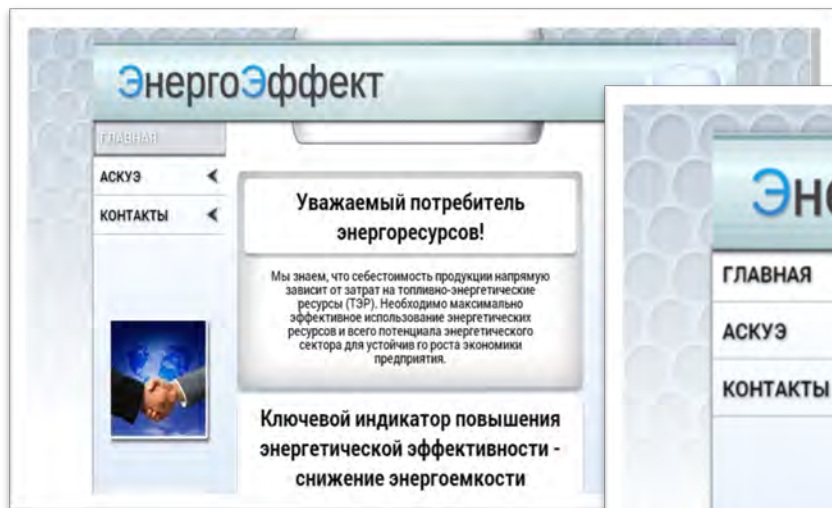 ЭнергоЭффект
ГЛАВНАЯ
АСКУЭ
КОНТАКТЫ
Уважаемый потребитель
энергоресурсов!
Мы знаем, что себестоимость продукции напрямую
зависит от затрат на топливно-энергетические
ресурсы (ТЭР). Необходимо максимально
эффективное использование энергетических
ресурсов и всего потенциала энергетического
сектора для устойчив го роста экономики
предприятия.
Ключевой индикатор повышения
энергетической эффективности -
снижение энергоемкости
Эне
ГЛАВНАЯ
АСКУЭ
КОНТАКТЫ